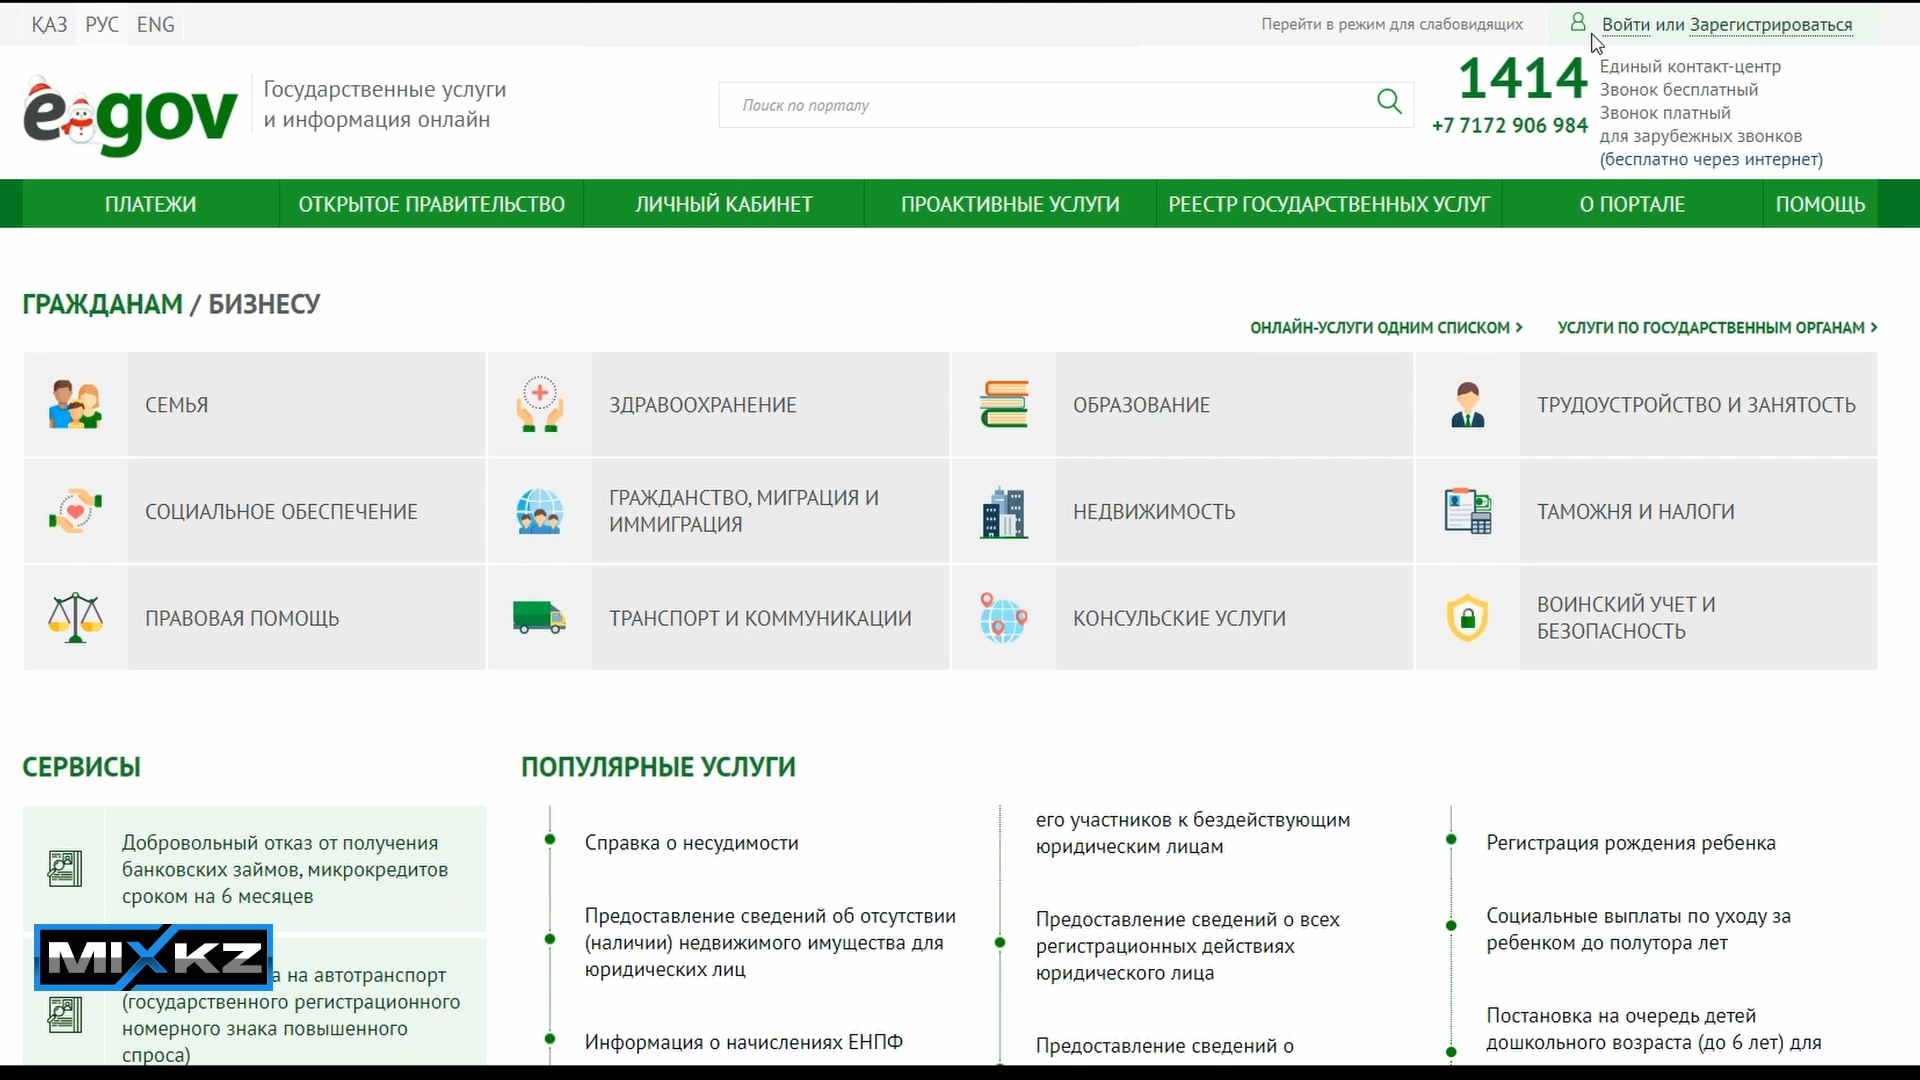 ҚАЗ РУС ENG
Перейти в режим для слабовидящих
Войти или Зарегистрироваться
egov
Государственные услуги
и информация онлайн
Поиск по порталу
1414
+7 7172 906 984
Единый контакт-центр
Звонок бесплатный
Звонок платный
для зарубежных звонков
(бесплатно через интернет)
ПЛАТЕЖИ
ОТКРЫТОЕ ПРАВИТЕЛЬСТВО
ЛИЧНЫЙ КАБИНЕТ
ПРОАКТИВНЫЕ УСЛУГИ
РЕЕСТР ГОСУДАРСТВЕННЫХ УСЛУГ
О ПОРТАЛЕ
ПОМОЩЬ
ГРАЖДАНАМ / БИЗНЕСУ
ОНЛАЙН-УСЛУГИ ОДНИМ СПИСКОМ
УСЛУГИ ПО ГОСУДАРСТВЕННЫМ ОРГАНАМ
СЕМЬЯ
ЗДРАВООХРАНЕНИЕ
ОБРАЗОВАНИЕ
ТРУДОУСТРОЙСТВО И ЗАНЯТОСТЬ
СОЦИАЛЬНОЕ ОБЕСПЕЧЕНИЕ
ГРАЖДАНСТВО, МИГРАЦИЯ И
ИММИГРАЦИЯ
НЕДВИЖИМОСТЬ
ТАМОЖНЯ И НАЛОГИ
ПРАВОВАЯ ПОМОЩЬ
ТРАНСПОРТ И КОММУНИКАЦИИ
КОНСУЛЬСКИЕ УСЛУГИ
ВОИНСКИЙ УЧЕТ И
БЕЗОПАСНОСТЬ
СЕРВИСЫ
Добровольный отказ от получения
банковских займов, микрокредитов
сроком на 6 месяцев
MIXKZ
на автотранспорт
(государственного регистрационного
номерного знака повышенного
спроса)
ПОПУЛЯРНЫЕ УСЛУГИ
Справка о несудимости
Предоставление сведений об отсутствии
(наличии) недвижимого имущества для
юридических лиц
Информация о начислениях ЕНПФ
его участников к бездействующим
юридическим лицам
Предоставление сведений о всех
регистрационных действиях
юридического лица
Предоставление сведений о
Регистрация рождения ребенка
Социальные выплаты по уходу за
ребенком до полутора лет
Постановка на очередь детей
дошкольного возраста (до 6 лет) для